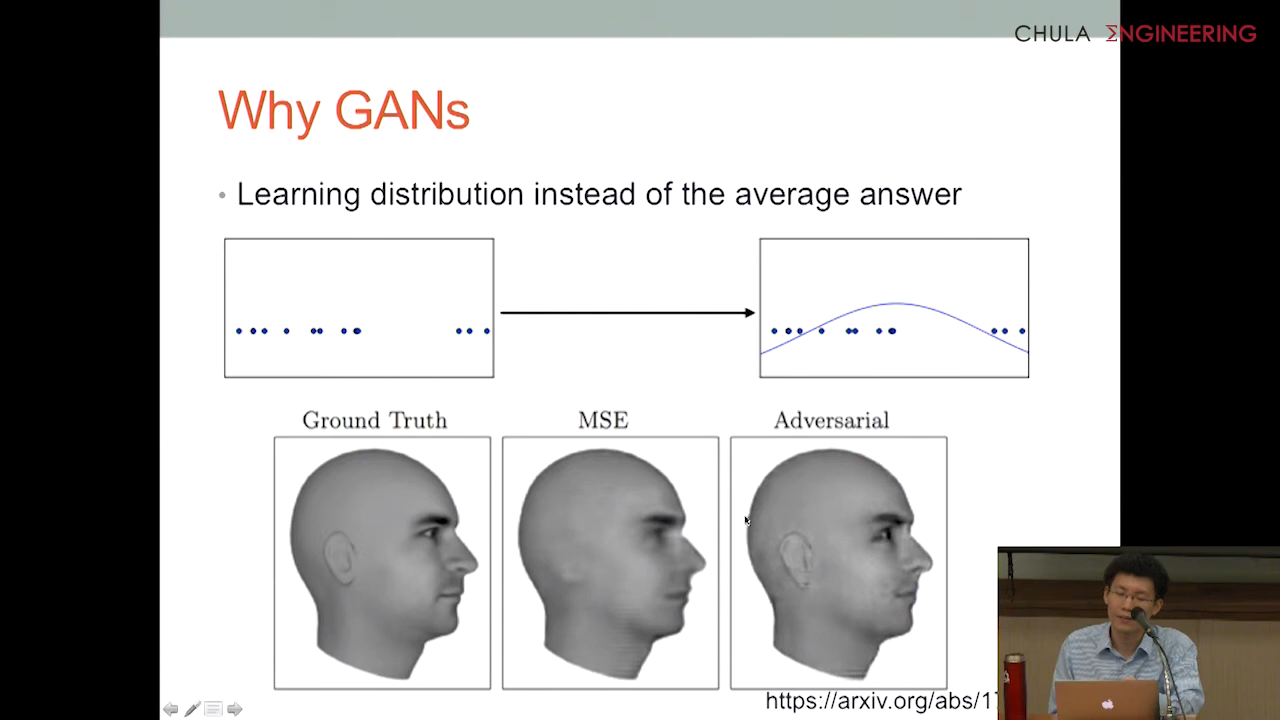 CHULA ΣNGINEERING
Why GANs
• Learning distribution instead of the average answer
Ground Truth
MSE
Adversarial
https://arxiv.org/abs/17